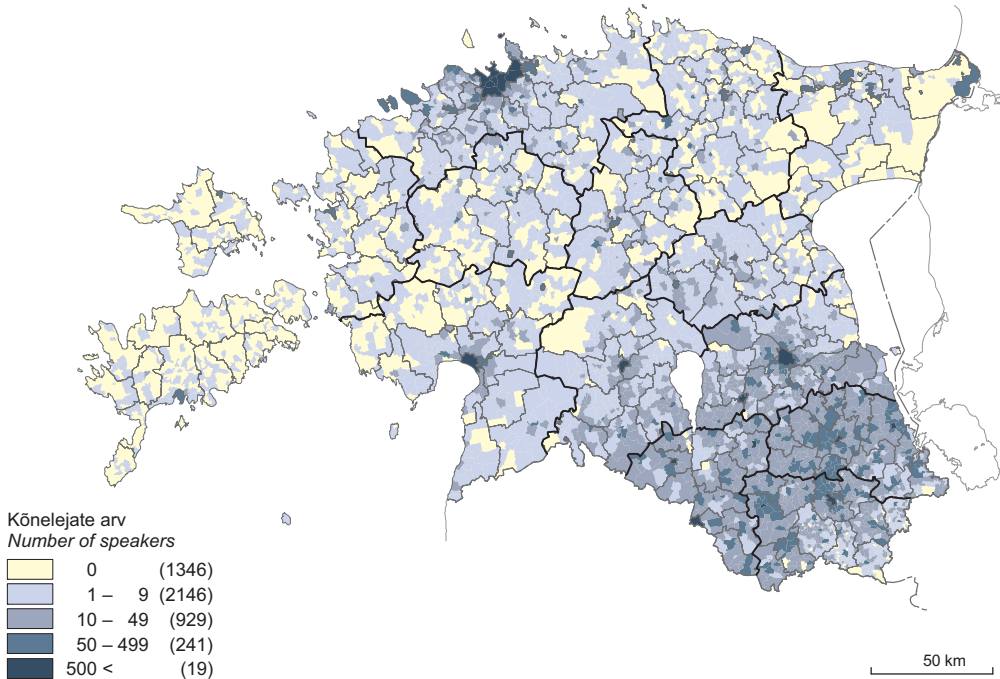 Kõnelejate arv
Number of speakers
0 (1346)
1 – 9 (2146)
10 – 49 (929)
50 – 499 (241)
500 < (19)
50 km